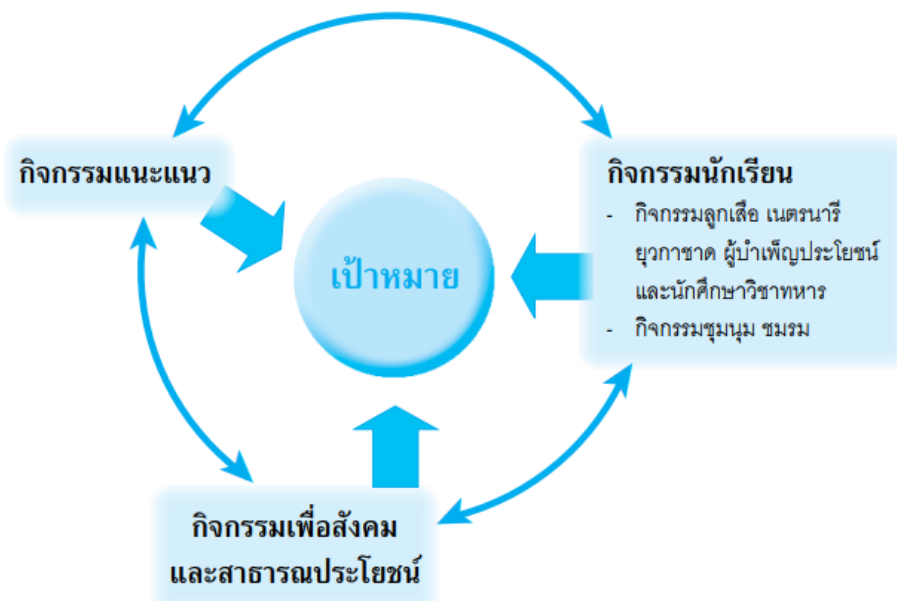 กิจกรรมแนะแนว
กิจกรรมนักเรียน
- กิจกรรมลูกเสือ เนตรนารี
ยุวกาชาด ผู้บำเพ็ญประโยชน์
และนักศึกษาวิชาทหาร
- กิจกรรมชุมนุม ชมรม
เป้าหมาย
กิจกรรมเพื่อสังคม
และสาธารณประโยชน์